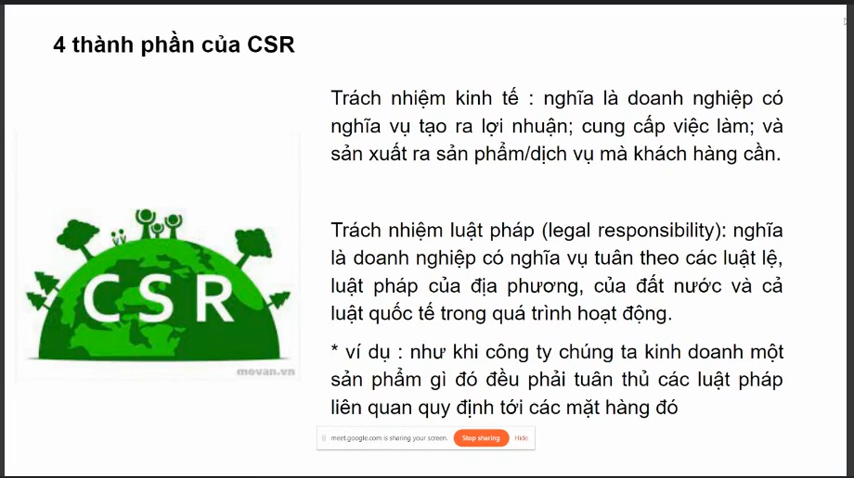 4 thành phần của CSR
Trách nhiệm kinh tế : nghĩa là doanh nghiệp có
nghĩa vụ tạo ra lợi nhuận; cung cấp việc làm; và
sản xuất ra sản phẩm/dịch vụ mà khách hàng cần.
Trách nhiệm luật pháp (legal responsibility): nghĩa
là doanh nghiệp có nghĩa vụ tuân theo các luật lệ,
luật pháp của địa phương, của đất nước và cả
luật quốc tế trong quá trình hoạt động.
* ví dụ : như khi công ty chúng ta kinh doanh một
sản phẩm gì đó đều phải tuân thủ các luật pháp
liên quan quy định tới các mặt hàng đó
CSR
movan.vn
meet.google.com is sharing your screen. Stop sharing Hide